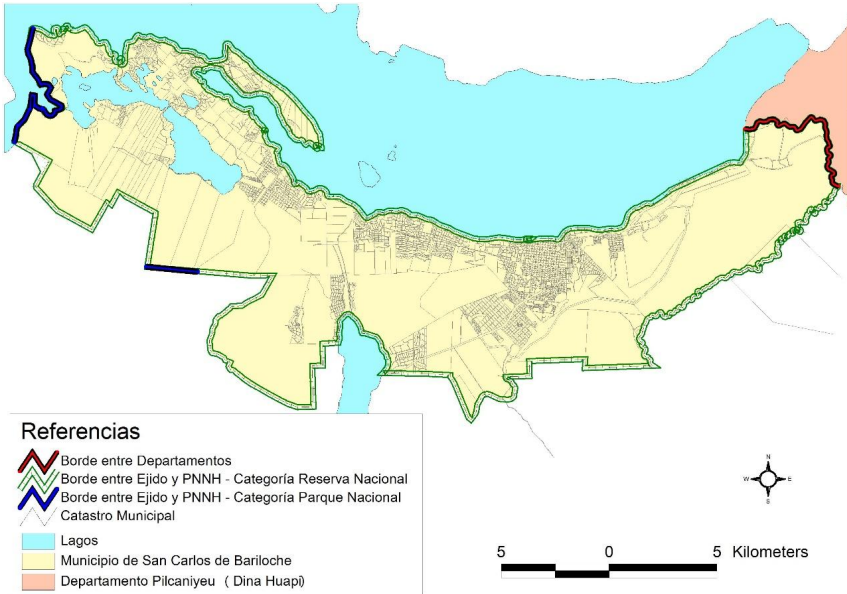 Referencias
Borde entre Departamentos
Borde entre Ejido y PNNH - Categoría Reserva Nacional
Borde entre Ejido y PNNH - Categoría Parque Nacional
Catastro Municipal
Lagos
Municipio de San Carlos de Bariloche
Departamento Pilcaniyeu ( Dina Huapi)
N
W E
S
5 0 5 Kilometers